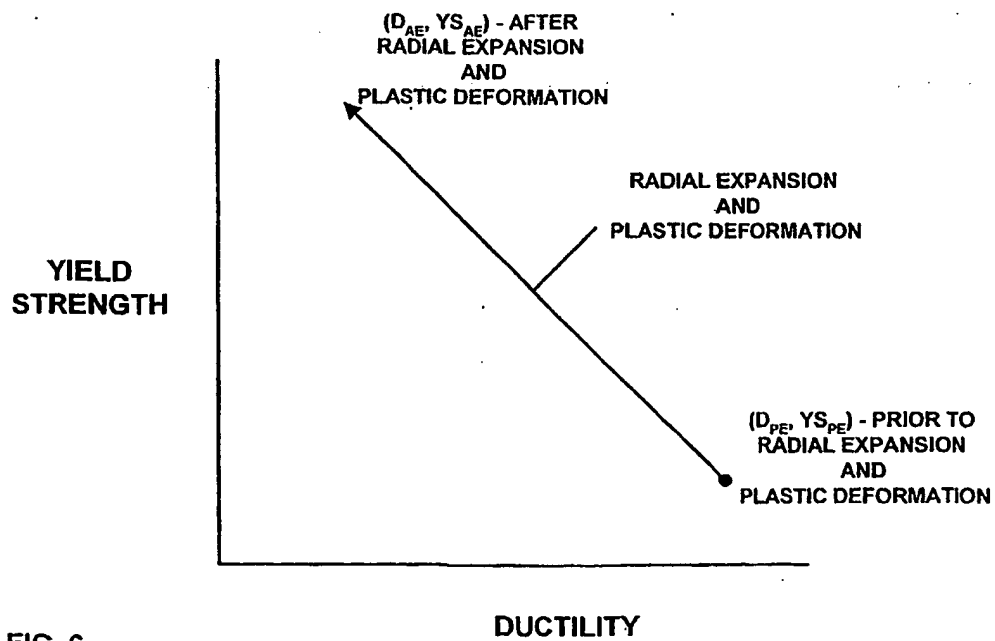 (D_AE, YS_AE) - AFTER
RADIAL EXPANSION
AND
PLASTIC DEFORMATION
RADIAL EXPANSION
AND
PLASTIC DEFORMATION
YIELD
STRENGTH
(D_PE, YS_PE) - PRIOR TO
RADIAL EXPANSION
AND
PLASTIC DEFORMATION
DUCTILITY